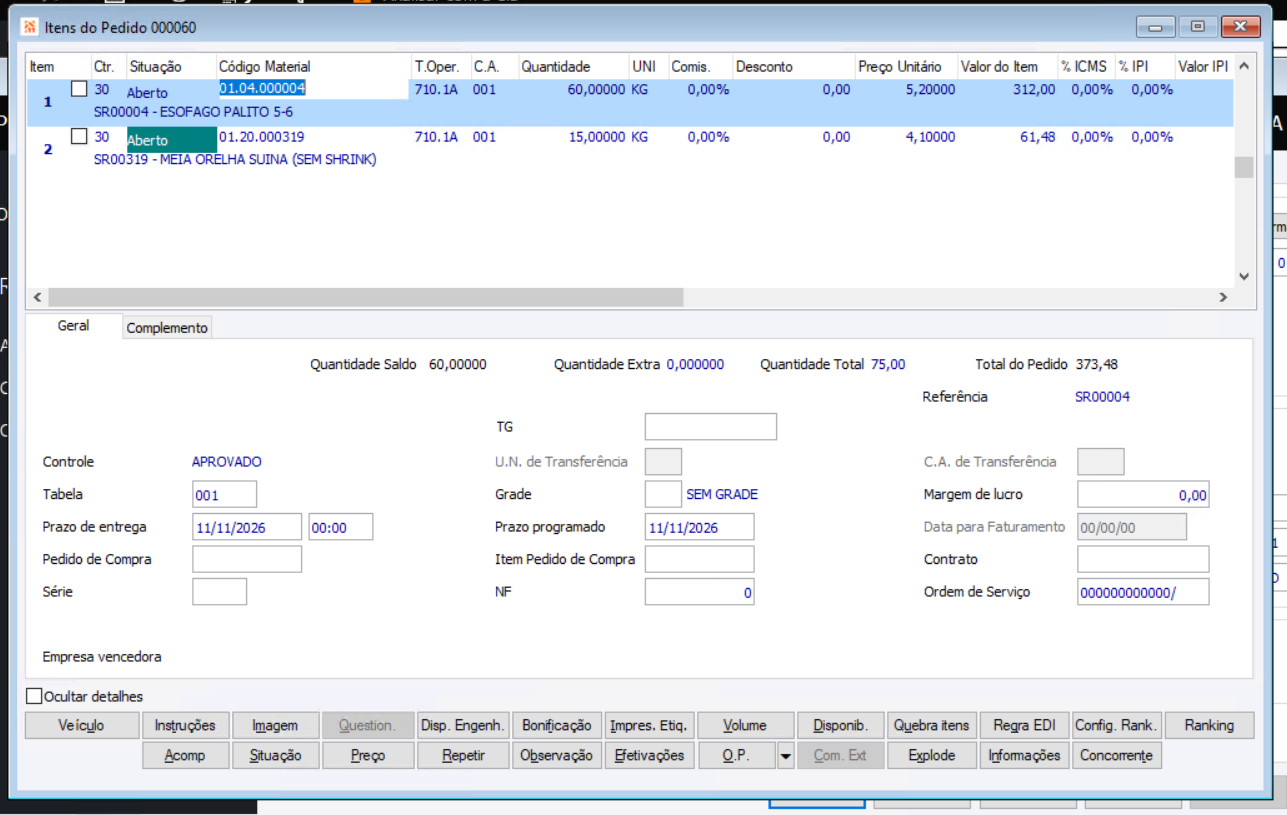 Itens do Pedido 000060
Item Ctr. Situação Código Material T.Oper. C.A. Quantidade UNI Comis. Desconto Preço Unitário Valor do Item % ICMS % IPI Valor IPI
1 30 Aberto 01.04.000004 710.1A 001 60,00000 KG 0,00% 0,00 5,20000 312,00 0,00% 0,00%
SR00004 - ESOFAGO PALITO 5-6
2 30 Aberto 01.20.000319 710.1A 001 15,00000 KG 0,00% 0,00 4,10000 61,48 0,00% 0,00%
SR00319 - MEIA ORELHA SUINA (SEM SHRINK)
Geral Complemento
Quantidade Saldo 60,00000 Quantidade Extra 0,000000 Quantidade Total 75,00 Total do Pedido 373,48
Referência SR00004
TG
Controle APROVADO U.N. de Transferência C.A. de Transferência
Tabela 001 Grade SEM GRADE Margem de lucro 0,00
Prazo de entrega 11/11/2026 00:00 Prazo programado 11/11/2026 Data para Faturamento 00/00/00
Pedido de Compra Item Pedido de Compra Contrato
Série NF 0 Ordem de Serviço 000000000000/
Empresa vencedora
Ocultar detalhes
Veículo Instruções Imagem Question. Disp. Engenh. Bonificação Impres. Etiq. Volume Disponib. Quebra itens Regra EDI Config. Rank. Ranking
Acomp Situação Preço Repetir Observação Efetivações O.P. Com. Ext Explode Informações Concorrente